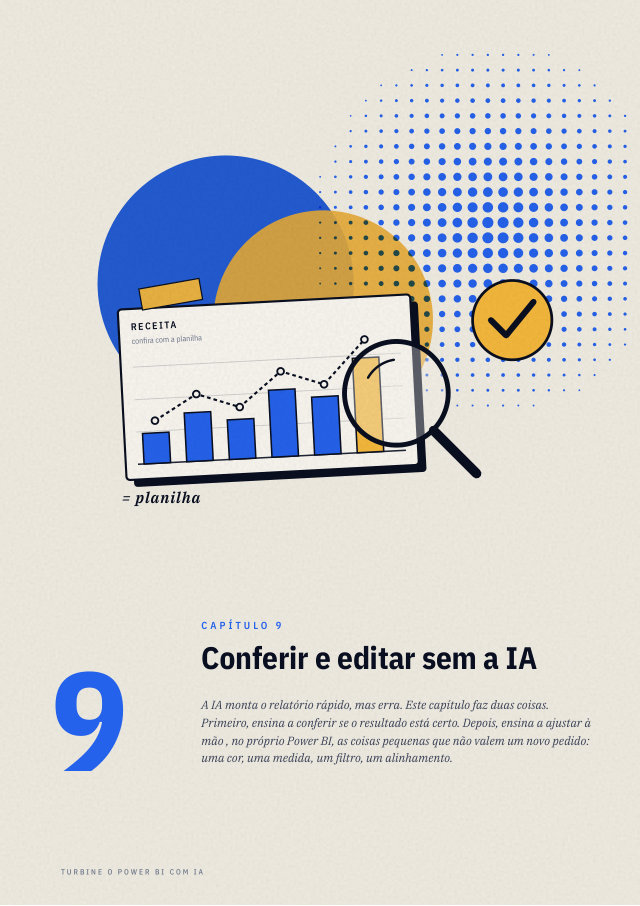 RECEITA
confira com a planilha
= planilha
CAPÍTULO 9
9
Conferir e editar sem a IA
A IA monta o relatório rápido, mas erra. Este capítulo faz duas coisas.
Primeiro, ensina a conferir se o resultado está certo. Depois, ensina a ajustar à
mão , no próprio Power BI, as coisas pequenas que não valem um novo pedido:
uma cor, uma medida, um filtro, um alinhamento.
TURBINE O POWER BI COM IA